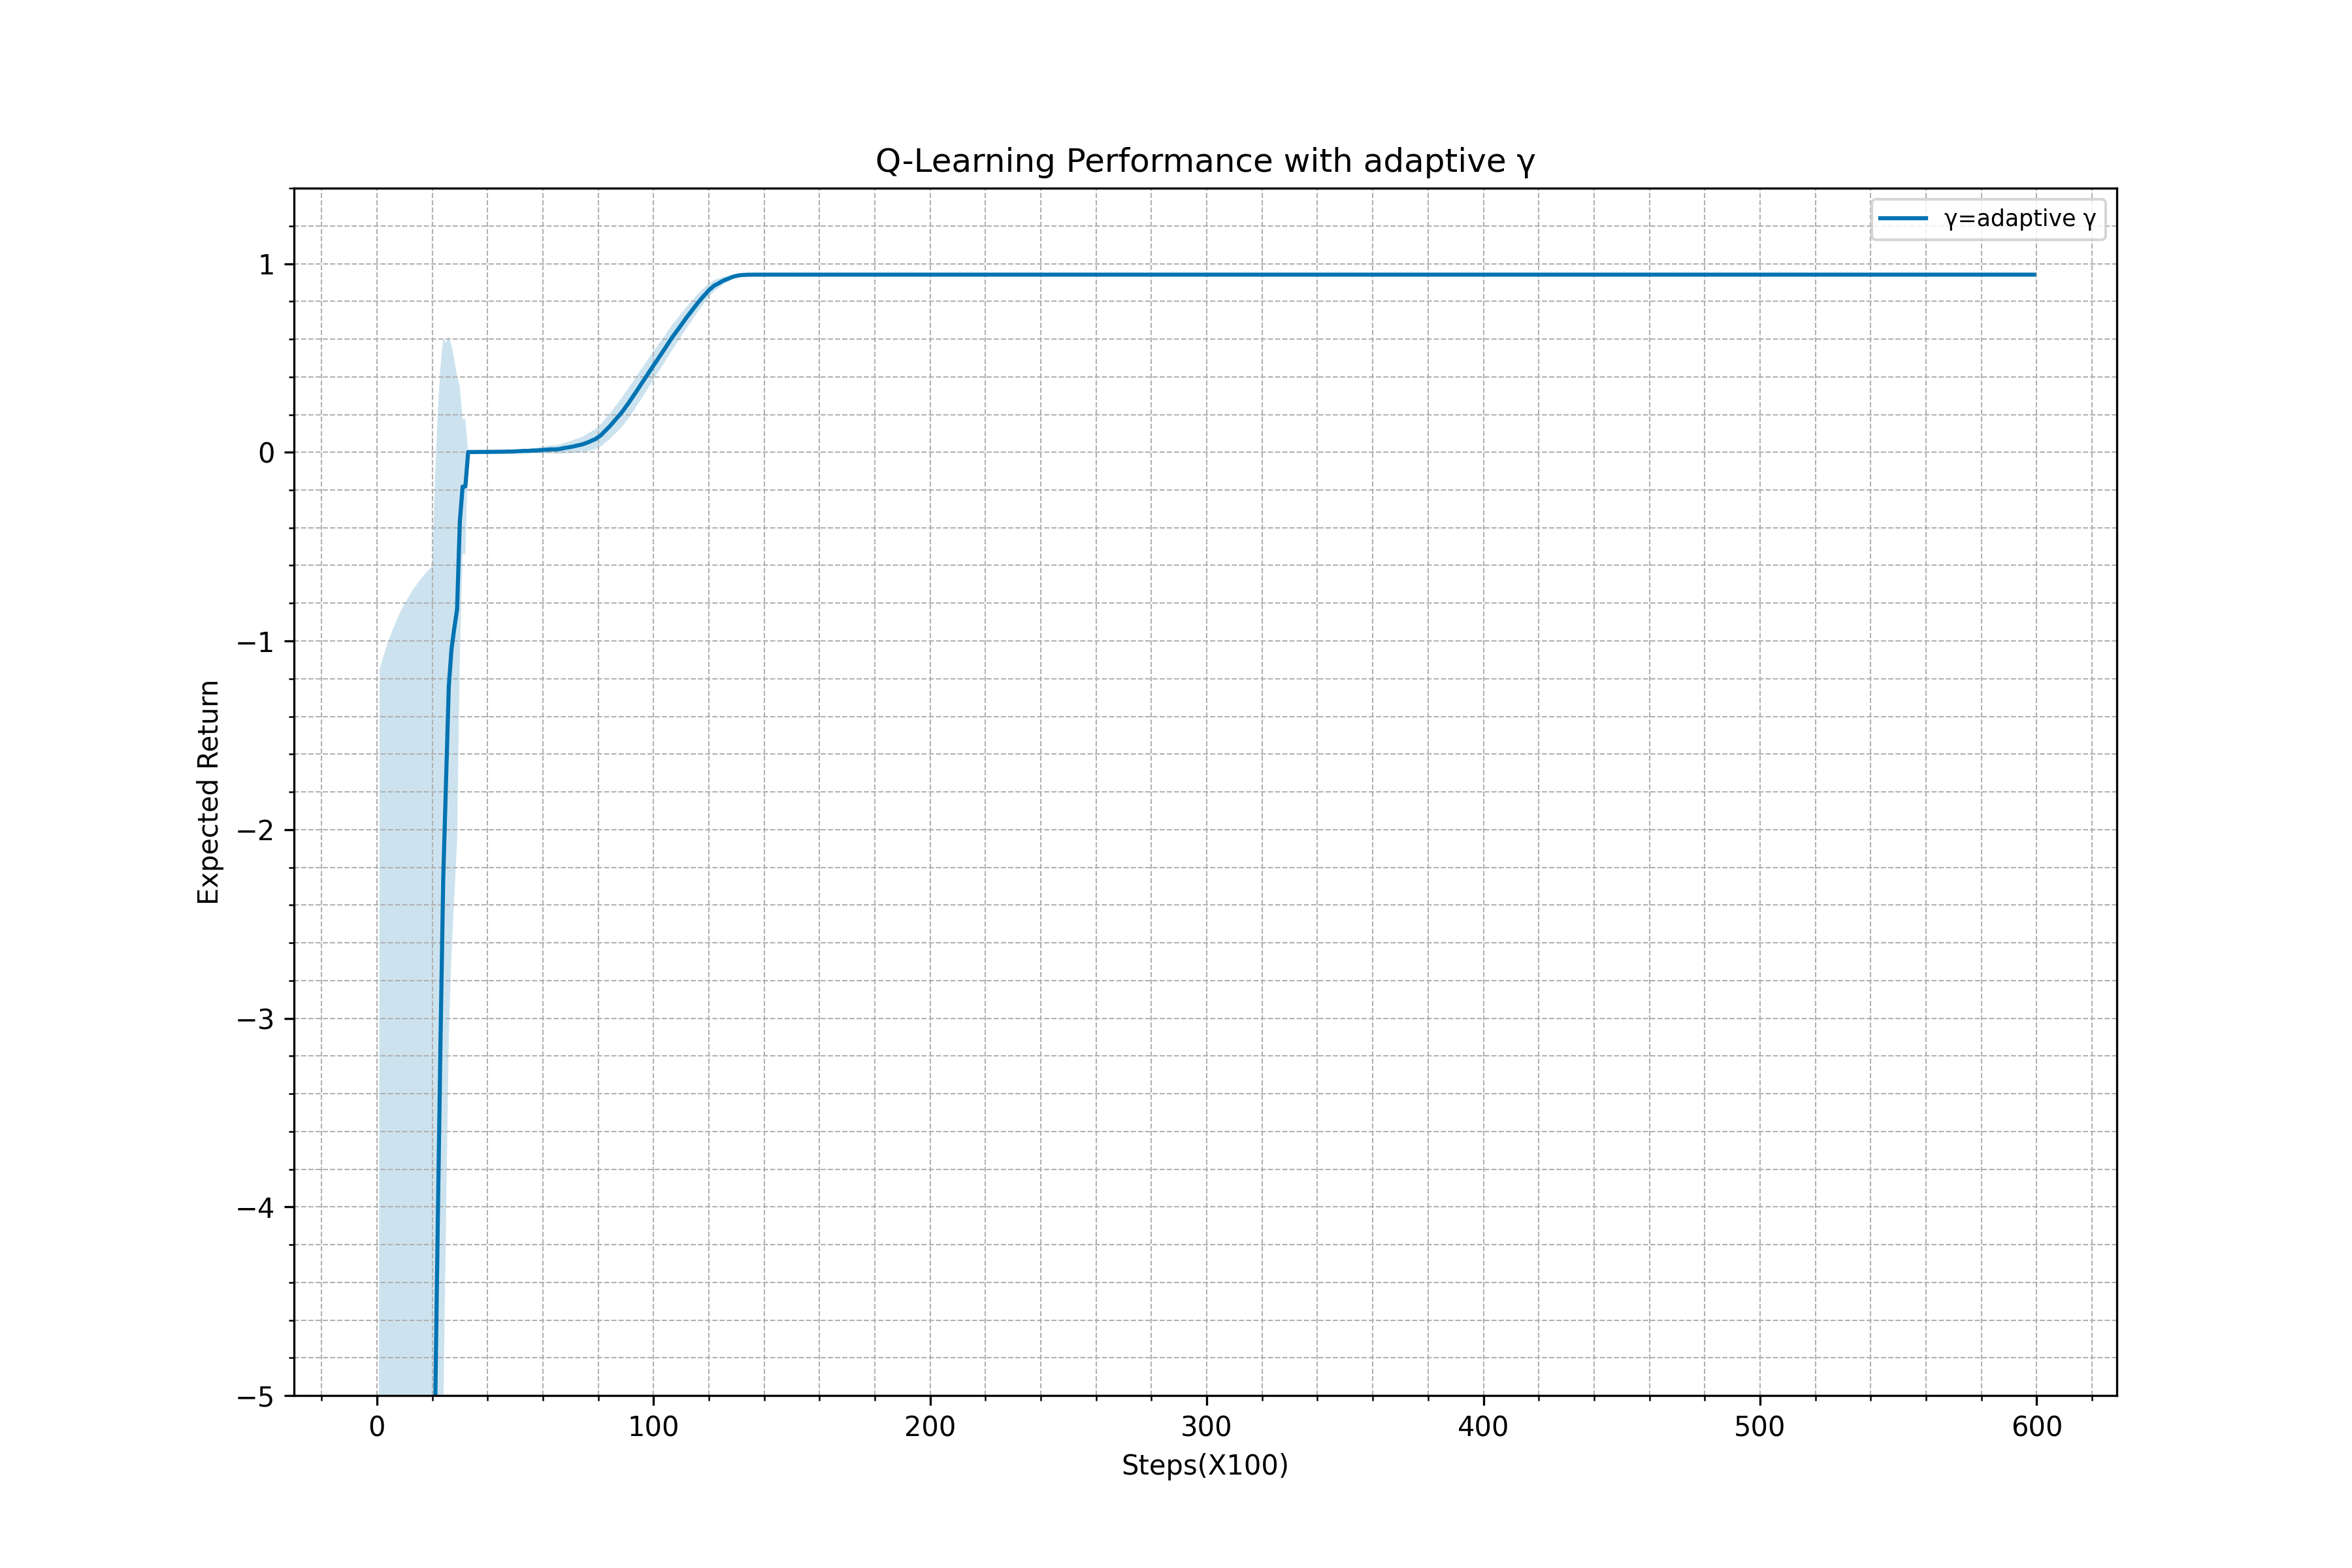 Q-Learning Performance with adaptive γ
γ=adaptive γ
1
0
−1
−2
−3
−4
−5
Expected Return
0 100 200 300 400 500 600
Steps(X100)